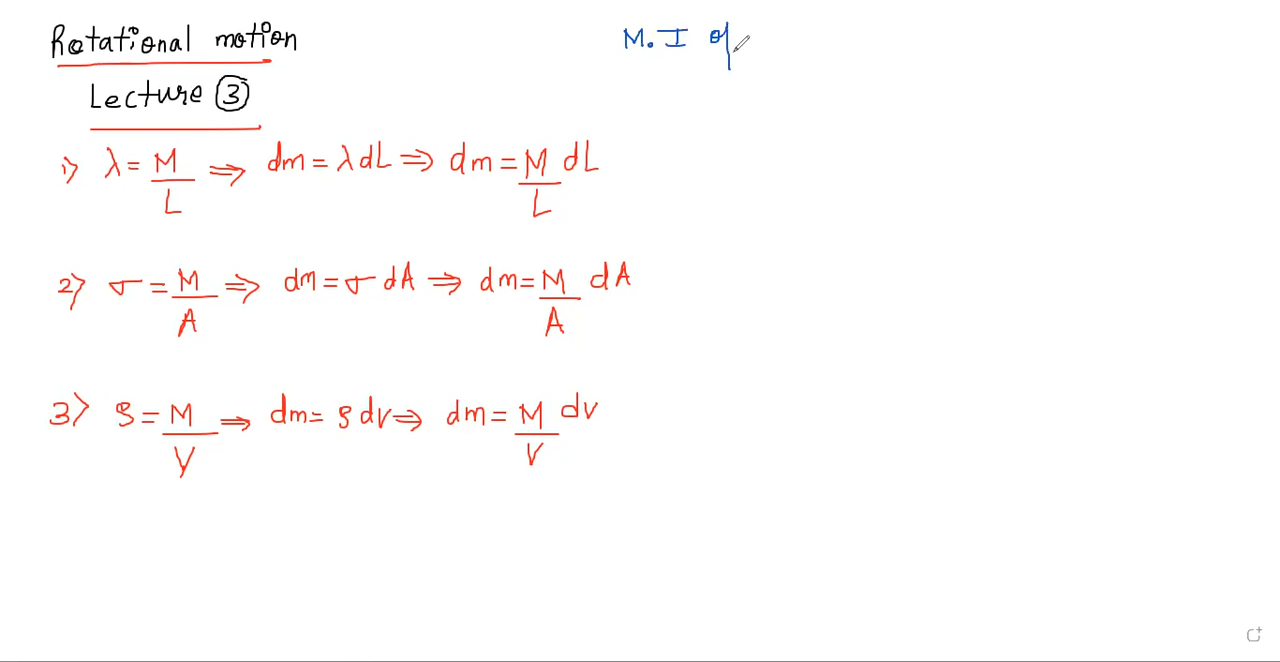 Rotational motion
Lecture ③
1) λ = M/L ⟹ dm = λ dL ⟹ dm = M/L dL
2) σ = M/A ⟹ dm = σ dA ⟹ dm = M/A dA
3) ρ = M/V ⟹ dm = ρ dv ⟹ dm = M/V dv
M.I of